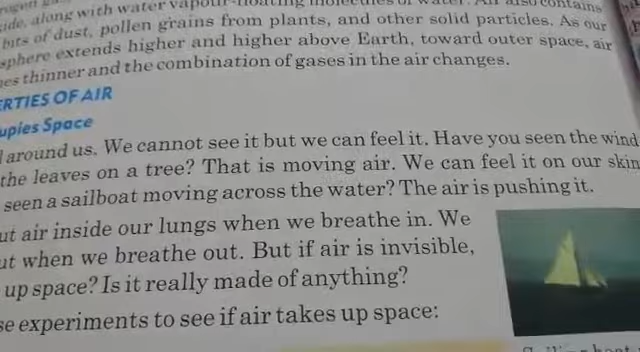 along with water vapour-floating molecules of water. Air also contains
bits of dust, pollen grains from plants, and other solid particles. As our
sphere extends higher and higher above Earth, toward outer space, air
es thinner and the combination of gases in the air changes.
ERTIES OF AIR
upies Space
around us. We cannot see it but we can feel it. Have you seen the wind
the leaves on a tree? That is moving air. We can feel it on our skin
seen a sailboat moving across the water? The air is pushing it.
ut air inside our lungs when we breathe in. We
ut when we breathe out. But if air is invisible,
up space? Is it really made of anything?
se experiments to see if air takes up space: